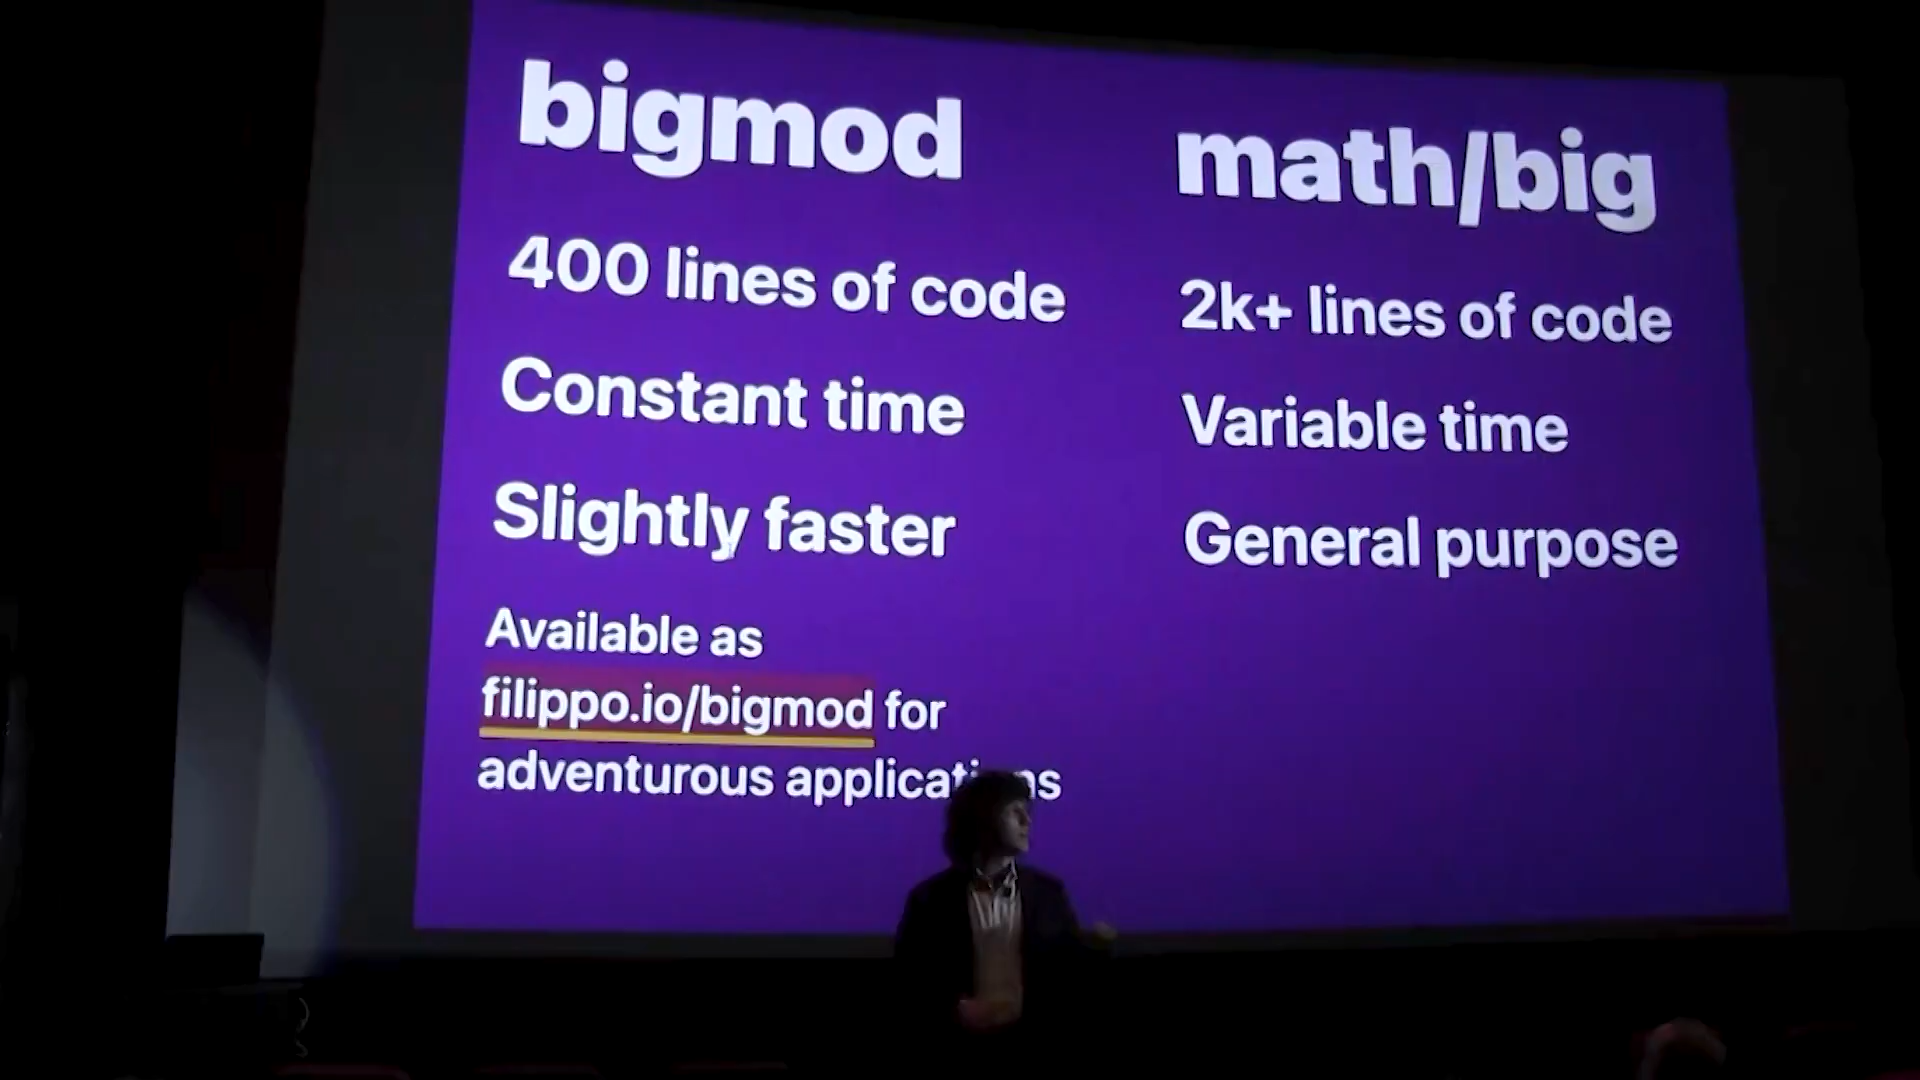 bigmod
400 lines of code
Constant time
Slightly faster
Available as
filippo.io/bigmod for
adventurous applications
math/big
2k+ lines of code
Variable time
General purpose